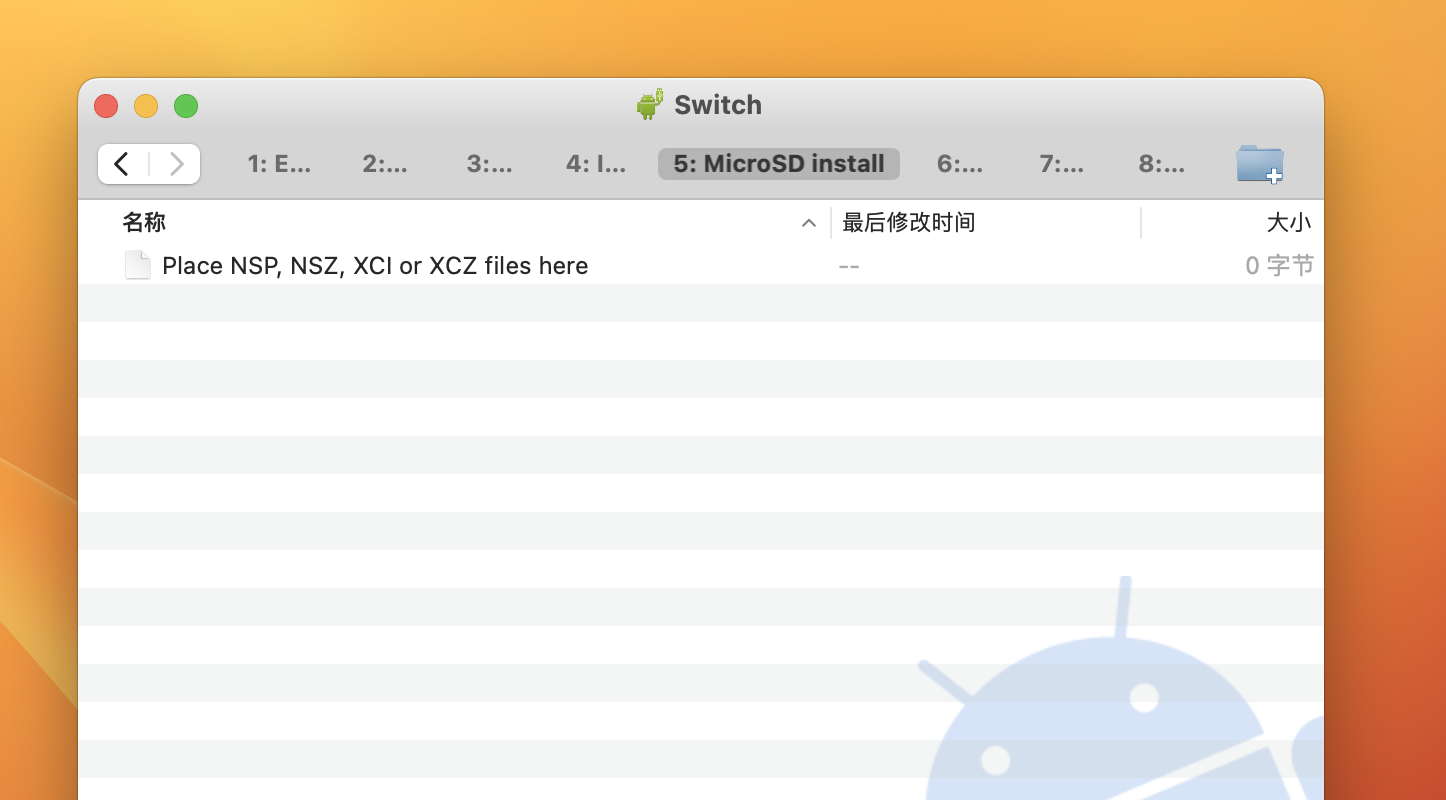 Switch
1: E... 2:... 3:... 4: I... 5: MicroSD install 6:... 7:... 8:...
名称 最后修改时间 大小
Place NSP, NSZ, XCI or XCZ files here -- 0 字节